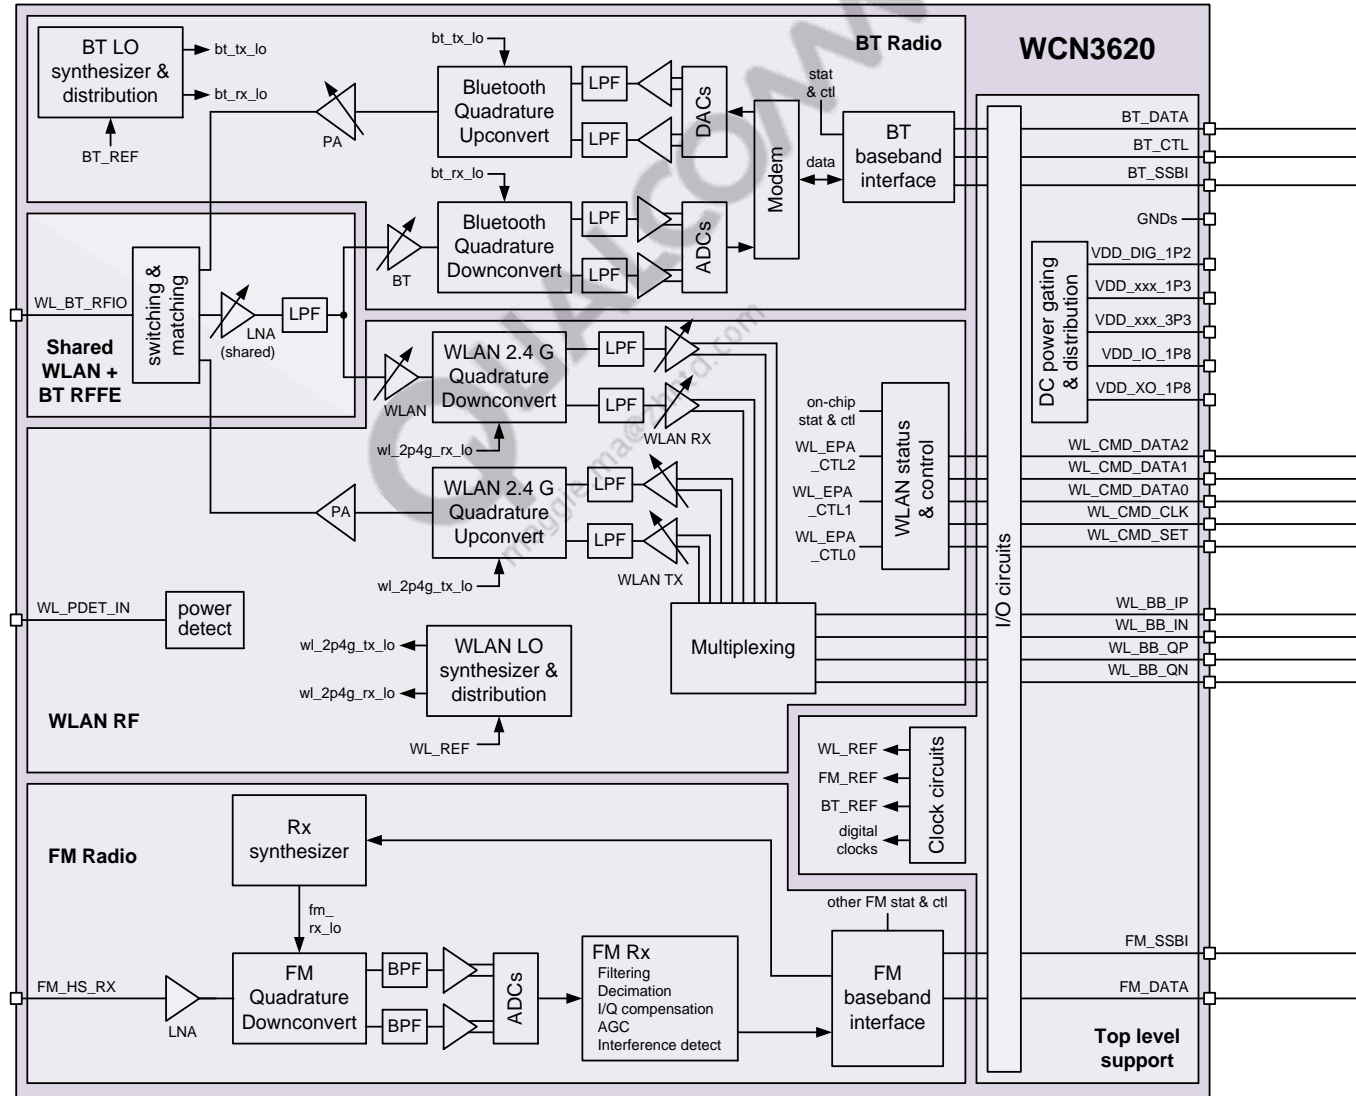 WCN3620
BT Radio
BT LO
synthesizer &
distribution
bt_tx_lo
bt_rx_lo
BT_REF
PA
bt_tx_lo
Bluetooth
Quadrature
Upconvert
LPF
LPF
DACs
bt_rx_lo
Bluetooth
Quadrature
Downconvert
LPF
LPF
ADCs
BT
Modem
stat
& ctl
data
BT
baseband
interface
BT_DATA
BT_CTL
BT_SSBI
GNDs
DC power gating
& distribution
VDD_DIG_1P2
VDD_xxx_1P3
VDD_xxx_3P3
VDD_IO_1P8
VDD_XO_1P8
WL_BT_RFIO
switching &
matching
LNA
(shared)
LPF
Shared
WLAN +
BT RFFE
WLAN
WLAN 2.4 G
Quadrature
Downconvert
LPF
LPF
WLAN RX
wl_2p4g_rx_lo
PA
WLAN 2.4 G
Quadrature
Upconvert
LPF
LPF
WLAN TX
wl_2p4g_tx_lo
on-chip
stat & ctl
WL_EPA
_CTL2
WL_EPA
_CTL1
WL_EPA
_CTL0
WLAN status
& control
WL_CMD_DATA2
WL_CMD_DATA1
WL_CMD_DATA0
WL_CMD_CLK
WL_CMD_SET
I/O circuits
WL_PDET_IN
power
detect
wl_2p4g_tx_lo
wl_2p4g_rx_lo
WLAN LO
synthesizer &
distribution
WL_REF
Multiplexing
WL_BB_IP
WL_BB_IN
WL_BB_QP
WL_BB_QN
WLAN RF
WL_REF
FM_REF
BT_REF
digital
clocks
Clock circuits
FM Radio
Rx
synthesizer
fm_
rx_lo
FM_HS_RX
LNA
FM
Quadrature
Downconvert
BPF
BPF
ADCs
FM Rx
Filtering
Decimation
I/Q compensation
AGC
Interference detect
other FM stat & ctl
FM
baseband
interface
FM_SSBI
FM_DATA
Top level
support
QUALCOMM